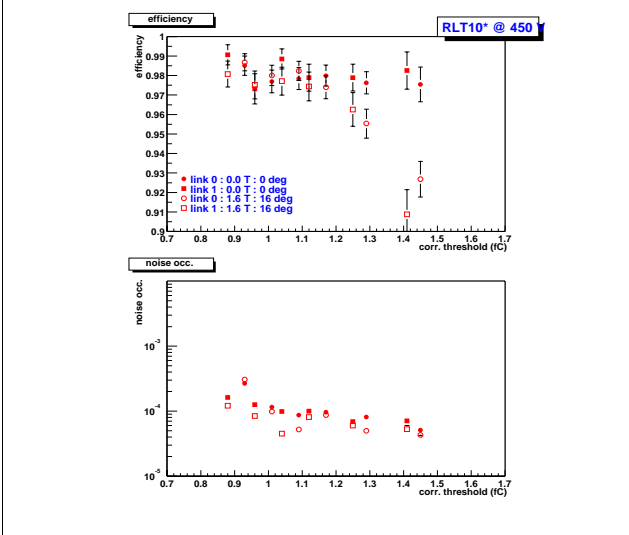 efficiency
RLT10* @ 450 V
efficiency
1
0.99
0.98
0.97
0.96
0.95
0.94
0.93
0.92
0.91
0.9
link 0 : 0.0 T : 0 deg
link 1 : 0.0 T : 0 deg
link 0 : 1.6 T : 16 deg
link 1 : 1.6 T : 16 deg
0.7 0.8 0.9 1 1.1 1.2 1.3 1.4 1.5 1.6 1.7
corr. threshold (fC)
noise occ.
noise occ.
10-3
10-4
10-5
0.7 0.8 0.9 1 1.1 1.2 1.3 1.4 1.5 1.6 1.7
corr. threshold (fC)